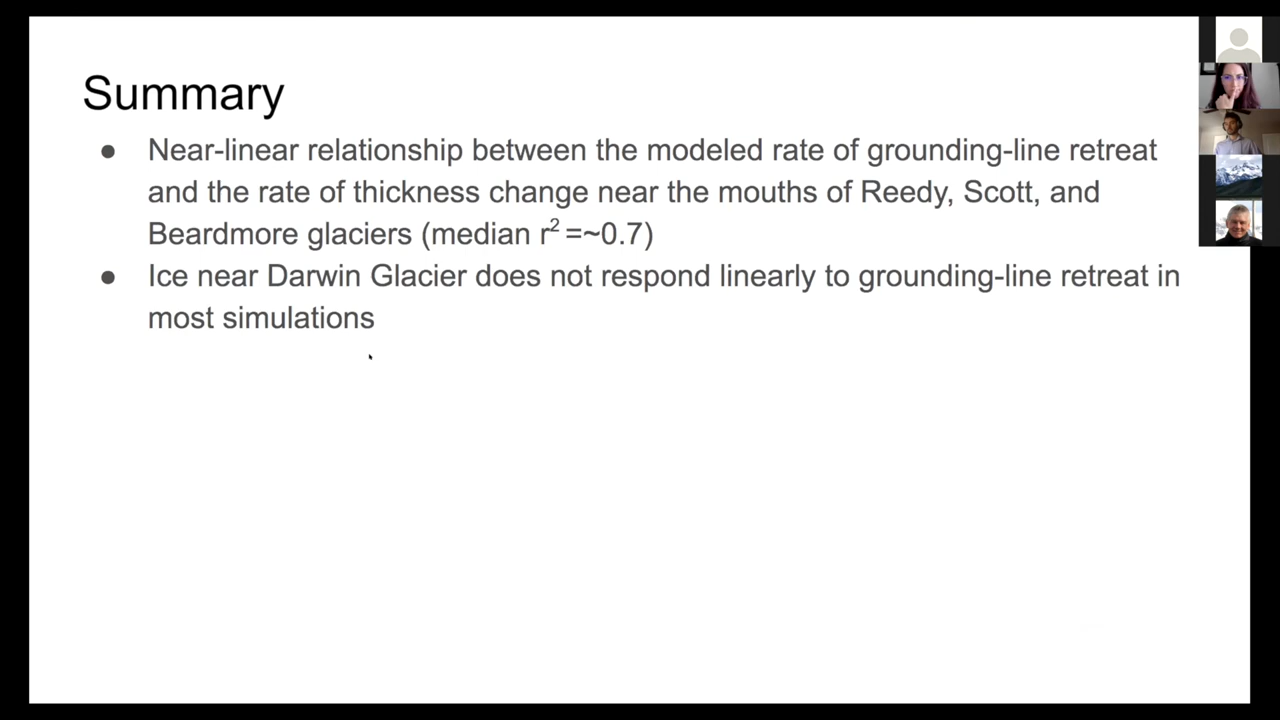 Summary
● Near-linear relationship between the modeled rate of grounding-line retreat
and the rate of thickness change near the mouths of Reedy, Scott, and
Beardmore glaciers (median r² =~0.7)
● Ice near Darwin Glacier does not respond linearly to grounding-line retreat in
most simulations